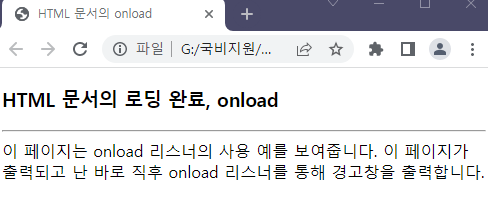 HTML 문서의 onload
파일 G:/국비지원/...
HTML 문서의 로딩 완료, onload
이 페이지는 onload 리스너의 사용 예를 보여줍니다. 이 페이지가
출력되고 난 바로 직후 onload 리스너를 통해 경고창을 출력합니다.